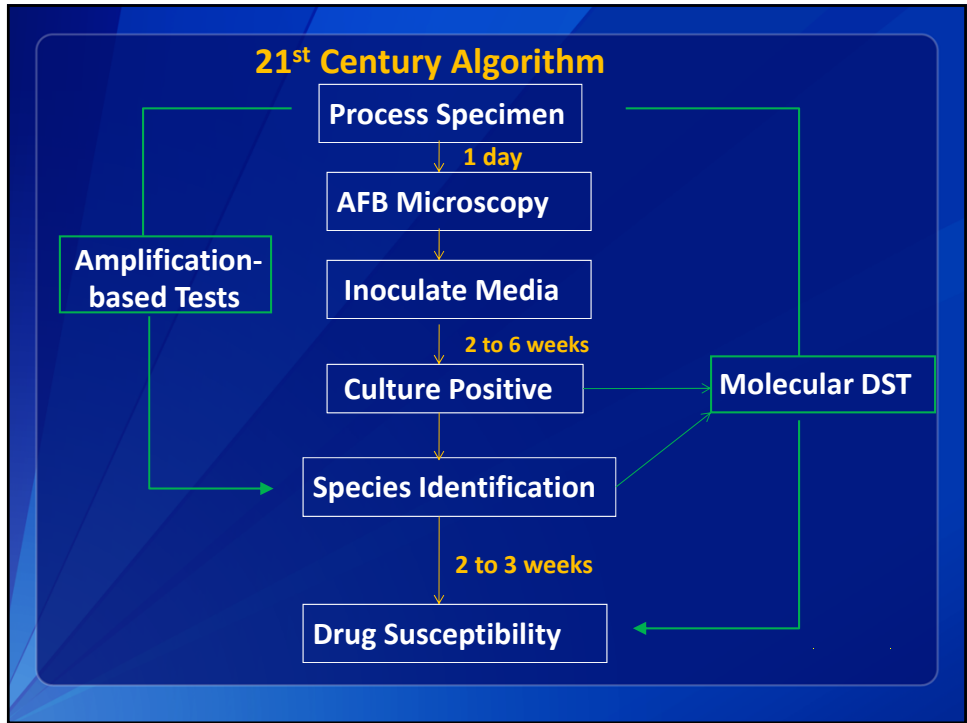 21st Century Algorithm
Process Specimen
1 day
AFB Microscopy
Amplification-
based Tests
Inoculate Media
2 to 6 weeks
Culture Positive
Molecular DST
Species Identification
2 to 3 weeks
Drug Susceptibility